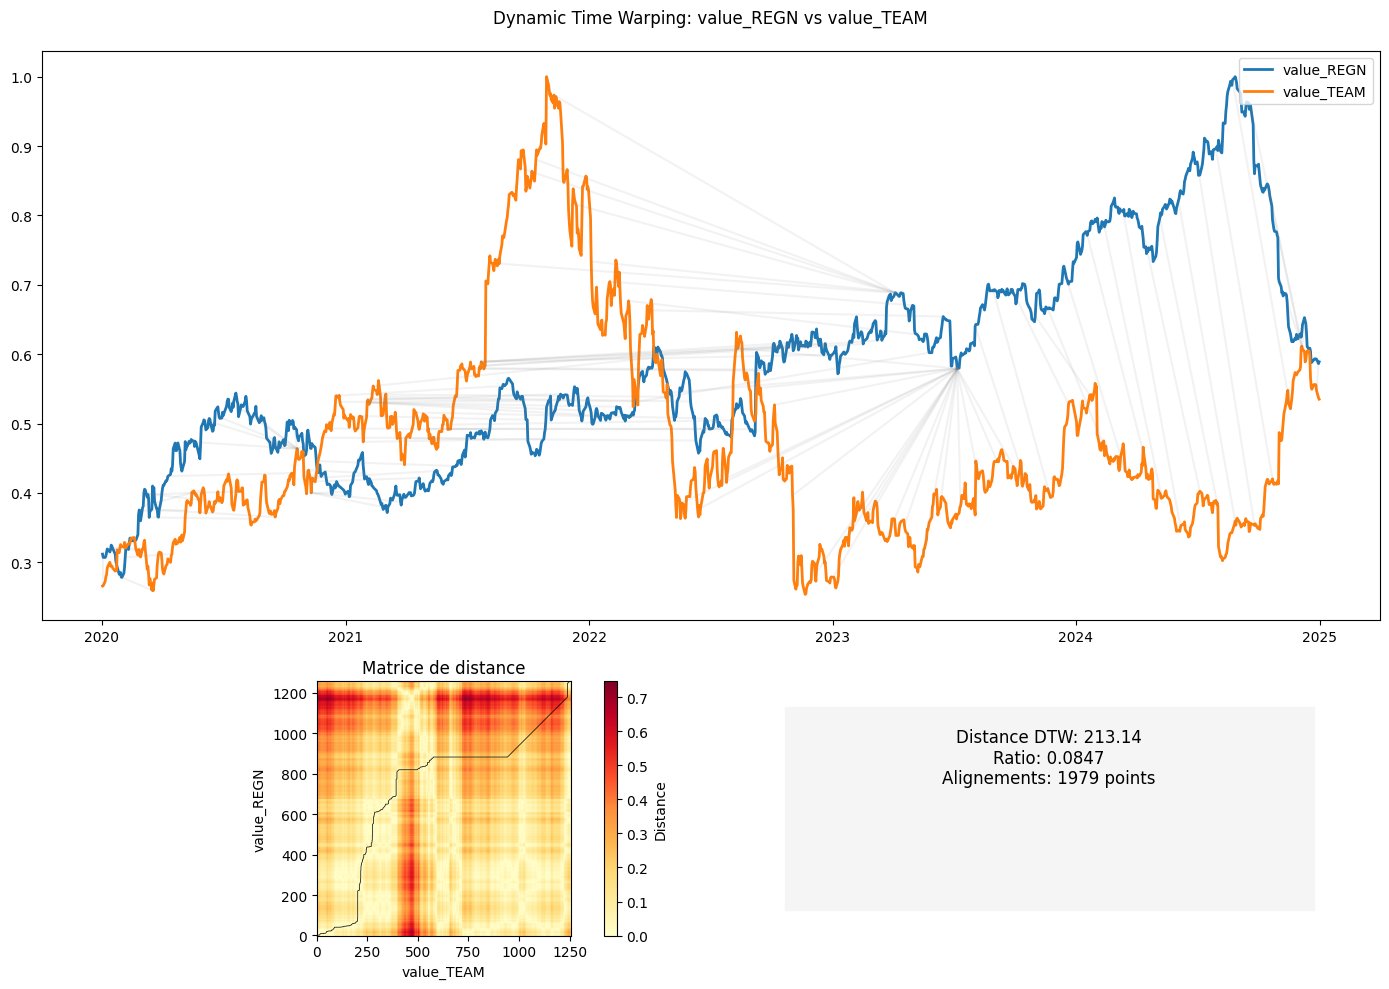 Dynamic Time Warping: value_REGN vs value_TEAM
value_REGN
value_TEAM
1.0
0.9
0.8
0.7
0.6
0.5
0.4
0.3
2020 2021 2022 2023 2024 2025
Matrice de distance
value_REGN
1200
1000
800
600
400
200
0
0 250 500 750 1000 1250
value_TEAM
0.7
0.6
0.5
0.4
0.3
0.2
0.1
0.0
Distance
Distance DTW: 213.14
Ratio: 0.0847
Alignements: 1979 points